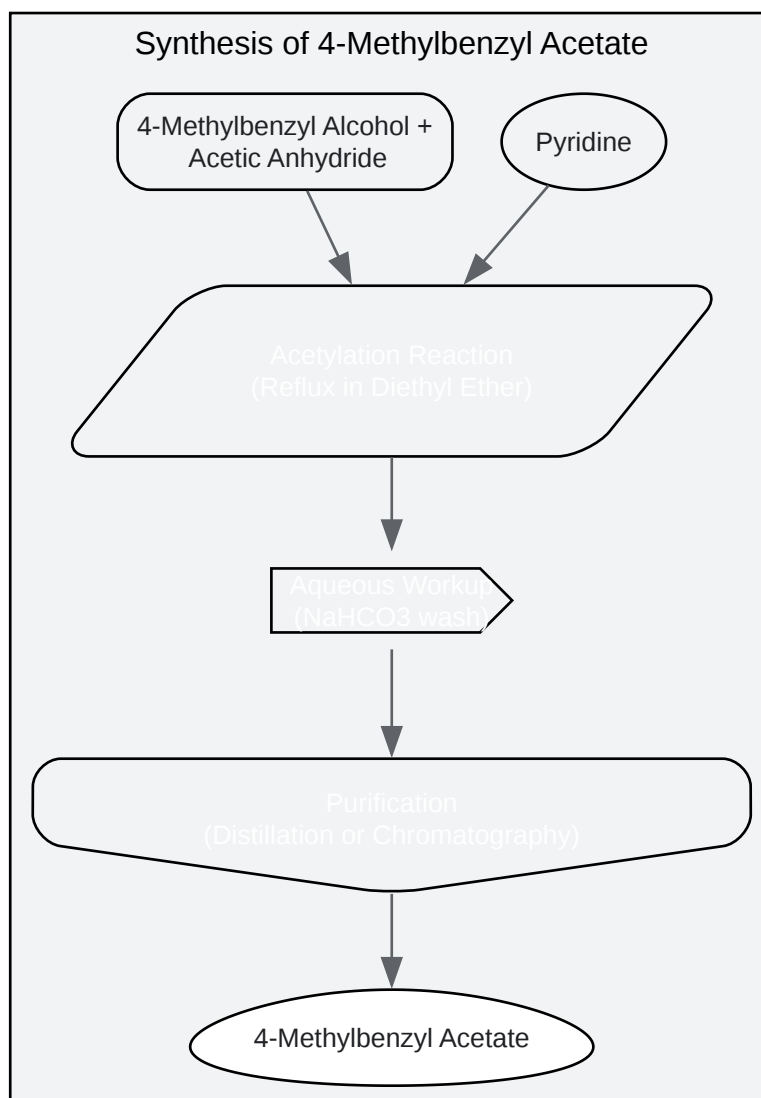 Synthesis of 4-Methylbenzyl Acetate
4-Methylbenzyl Alcohol +
Acetic Anhydride
Pyridine
Acetylation Reaction
(Reflux in Diethyl Ether)
Aqueous Workup
(NaHCO3 wash)
Purification
(Distillation or Chromatography)
4-Methylbenzyl Acetate